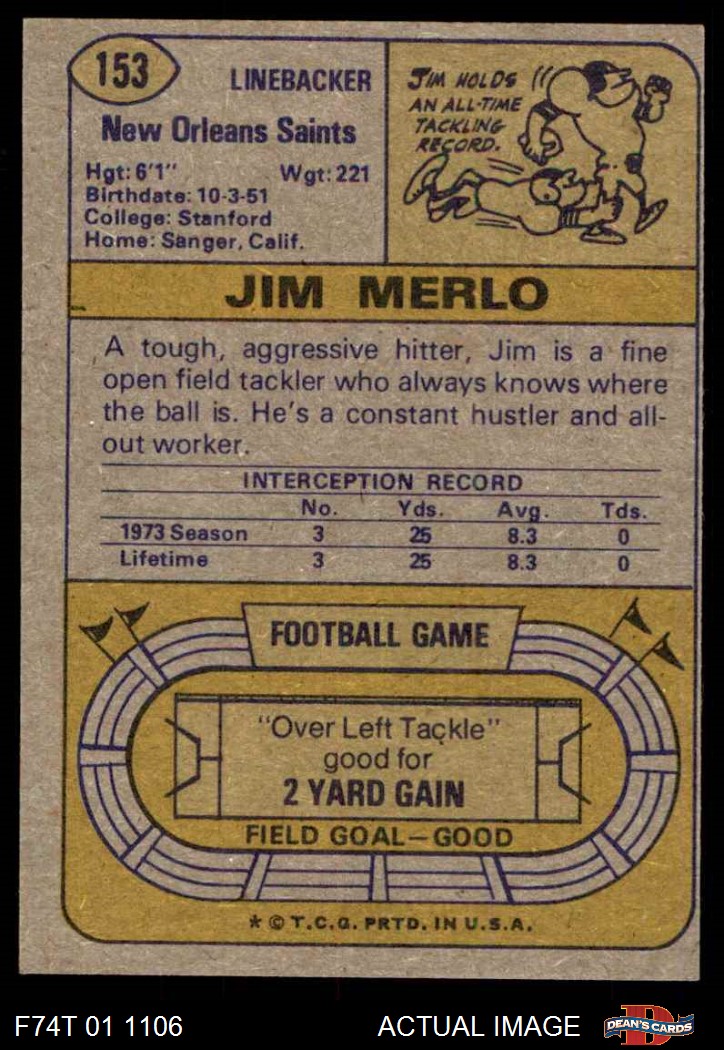 153
LINEBACKER
New Orleans Saints
Hgt: 6'1" Wgt: 221
Birthdate: 10-3-51
College: Stanford
Home: Sanger, Calif.
JIM HOLDS
AN ALL-TIME
TACKLING
RECORD.
JIM MERLO
A tough, aggressive hitter, Jim is a fine
open field tackler who always knows where
the ball is. He's a constant hustler and all-
out worker.
INTERCEPTION RECORD
No. Yds. Avg. Tds.
1973 Season 3 25 8.3 0
Lifetime 3 25 8.3 0
FOOTBALL GAME
"Over Left Tackle"
good for
2 YARD GAIN
FIELD GOAL—GOOD
* © T.C.G. PRTD. IN U.S.A.
F74T 01 1106 ACTUAL IMAGE
DEAN'S CARDS